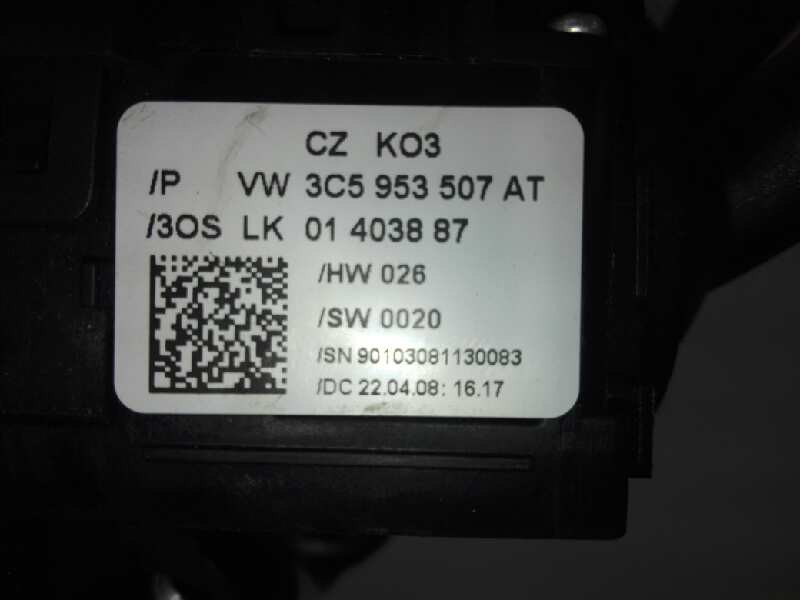 CZ KO3
/P VW 3C5 953 507 AT
/3OS LK 01 4038 87
/HW 026
/SW 0020
/SN 90103081130083
/DC 22.04.08: 16.17